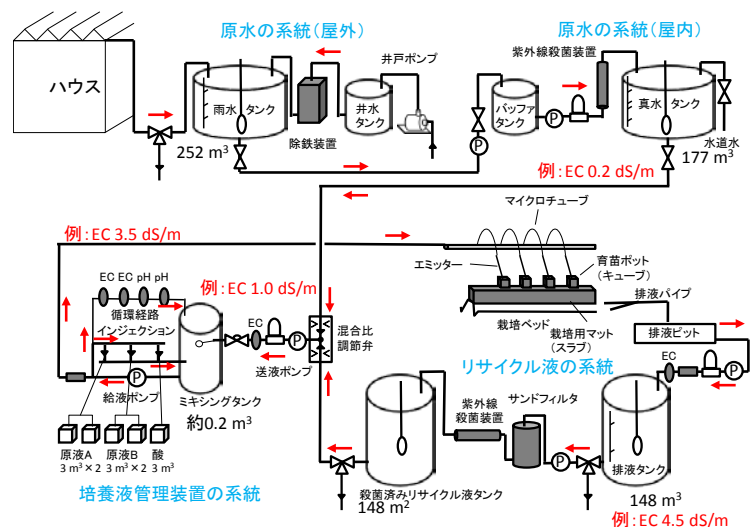 原水の系統(屋外)
原水の系統(屋内)
ハウス
雨水タンク
252 m³
除鉄装置
井水
タンク
井戸ポンプ
紫外線殺菌装置
バッファ
タンク
P
P
真水タンク
水道水
177 m³
例:EC 0.2 dS/m
例:EC 3.5 dS/m
マイクロチューブ
エミッター
育苗ポット
(キューブ)
栽培ベッド
栽培用マット
(スラブ)
排液パイプ
排液ピット
EC EC pH pH
循環経路
インジェクション
例:EC 1.0 dS/m
EC
P
送液ポンプ
混合比
調節弁
P
給液ポンプ
ミキシングタンク
約0.2 m³
原液A
3 m³×2
原液B
3 m³×2
酸
3 m³
培養液管理装置の系統
リサイクル液の系統
EC
P
紫外線
殺菌装置
サンドフィルタ
P
殺菌済みリサイクル液タンク
148 m²
排液タンク
148 m³
例:EC 4.5 dS/m